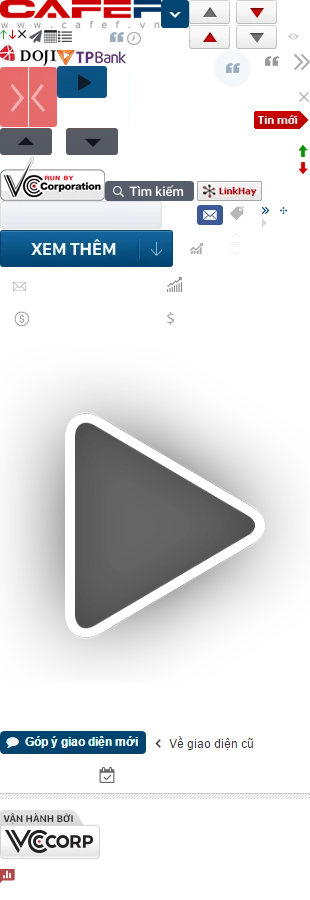 CAFEF
www.cafef.vn
DOJI TPBank
Tin mới
RUN BY
VCCorporation
Tìm kiếm
LinkHay
XEM THÊM
Góp ý giao diện mới
Về giao diện cũ
VẬN HÀNH BỞI
VCCORP